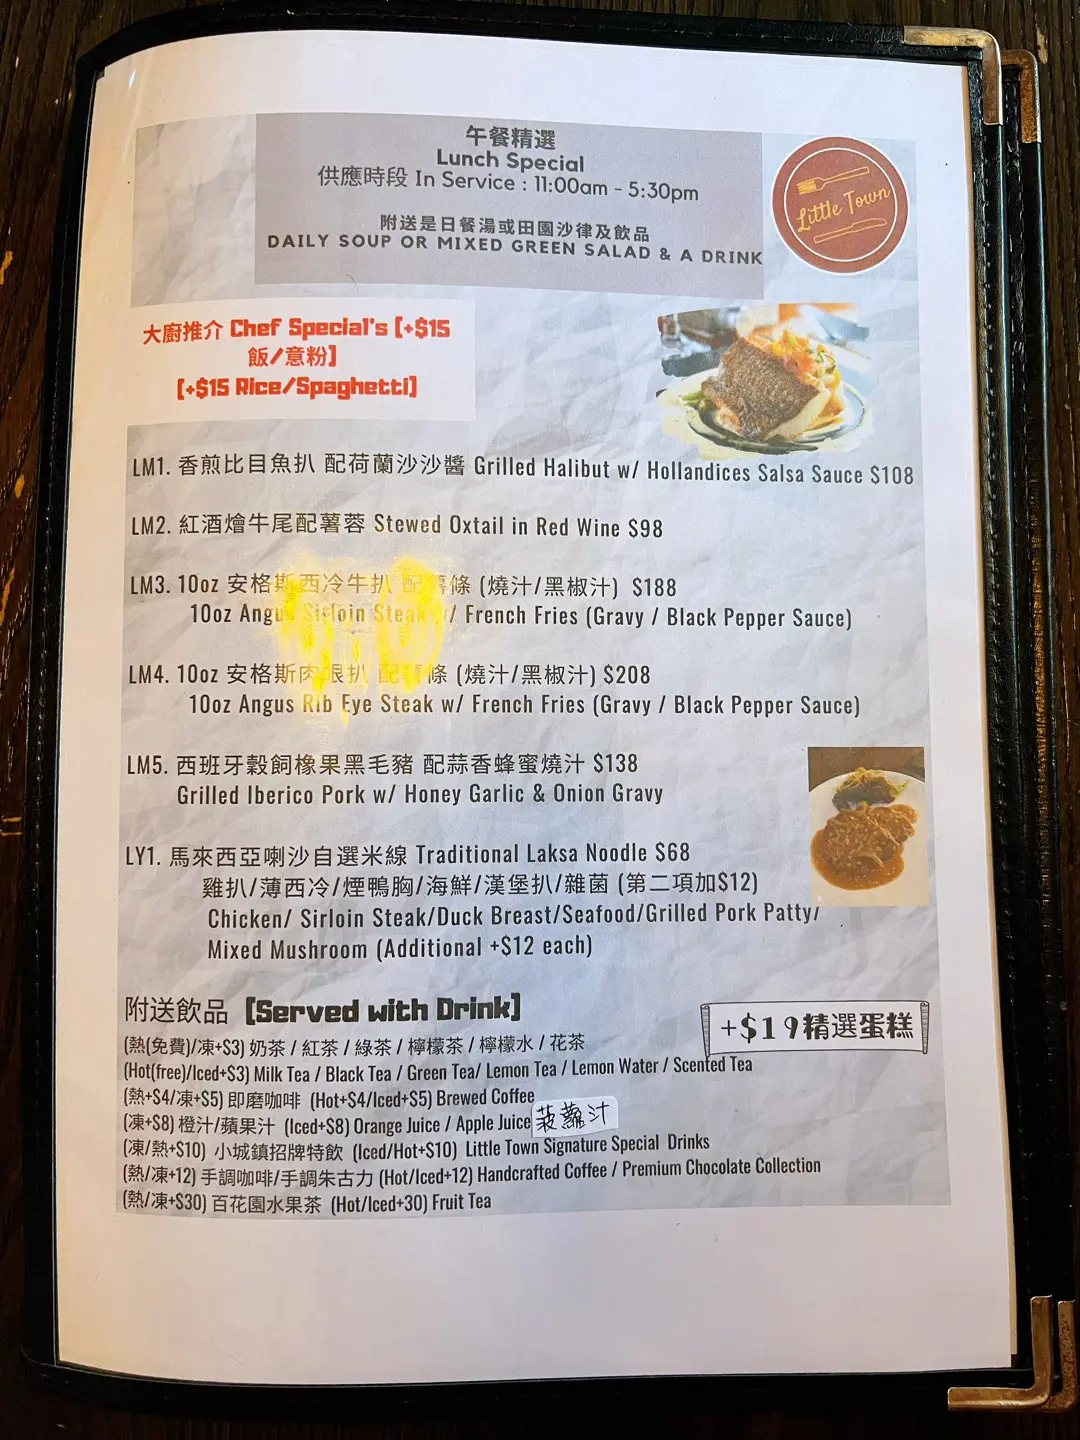 午餐精選
Lunch Special
供應時段 In Service : 11:00am - 5:30pm
附送是日餐湯或田園沙律及飲品
DAILY SOUP OR MIXED GREEN SALAD & A DRINK
Little Town
大廚推介 Chef Special's [+$15
飯/意粉]
[+$15 Rice/Spaghetti]
LM1. 香煎比目魚扒 配荷蘭沙沙醬 Grilled Halibut w/ Hollandices Salsa Sauce $108
LM2. 紅酒燴牛尾配薯蓉 Stewed Oxtail in Red Wine $98
LM3. 10oz 安格斯西冷牛扒 配薯條 (燒汁/黑椒汁) $188
10oz Angus Sirloin Steak w/ French Fries (Gravy / Black Pepper Sauce)
LM4. 10oz 安格斯肉眼扒 配薯條 (燒汁/黑椒汁) $208
10oz Angus Rib Eye Steak w/ French Fries (Gravy / Black Pepper Sauce)
LM5. 西班牙穀飼橡果黑毛豬 配蒜香蜂蜜燒汁 $138
Grilled Iberico Pork w/ Honey Garlic & Onion Gravy
LY1. 馬來西亞喇沙自選米線 Traditional Laksa Noodle $68
雞扒/薄西冷/煙鴨胸/海鮮/漢堡扒/雜菌 (第二項加$12)
Chicken/ Sirloin Steak/Duck Breast/Seafood/Grilled Pork Patty/
Mixed Mushroom (Additional +$12 each)
附送飲品 [Served with Drink]
+$19精選蛋糕
(熱(免費)/凍+$3) 奶茶 / 紅茶 / 綠茶 / 檸檬茶 / 檸檬水 / 花茶
(Hot(free)/Iced+$3) Milk Tea / Black Tea / Green Tea/ Lemon Tea / Lemon Water / Scented Tea
(熱+$4/凍+$5) 即磨咖啡 (Hot+$4/Iced+$5) Brewed Coffee
(凍+$8) 橙汁/蘋果汁 (Iced+$8) Orange Juice / Apple Juice 菠蘿汁
(凍/熱+$10) 小城鎮招牌特飲 (Iced/Hot+$10) Little Town Signature Special Drinks
(熱/凍+12) 手調咖啡/手調朱古力 (Hot/Iced+12) Handcrafted Coffee / Premium Chocolate Collection
(熱/凍+$30) 百花園水果茶 (Hot/Iced+30) Fruit Tea